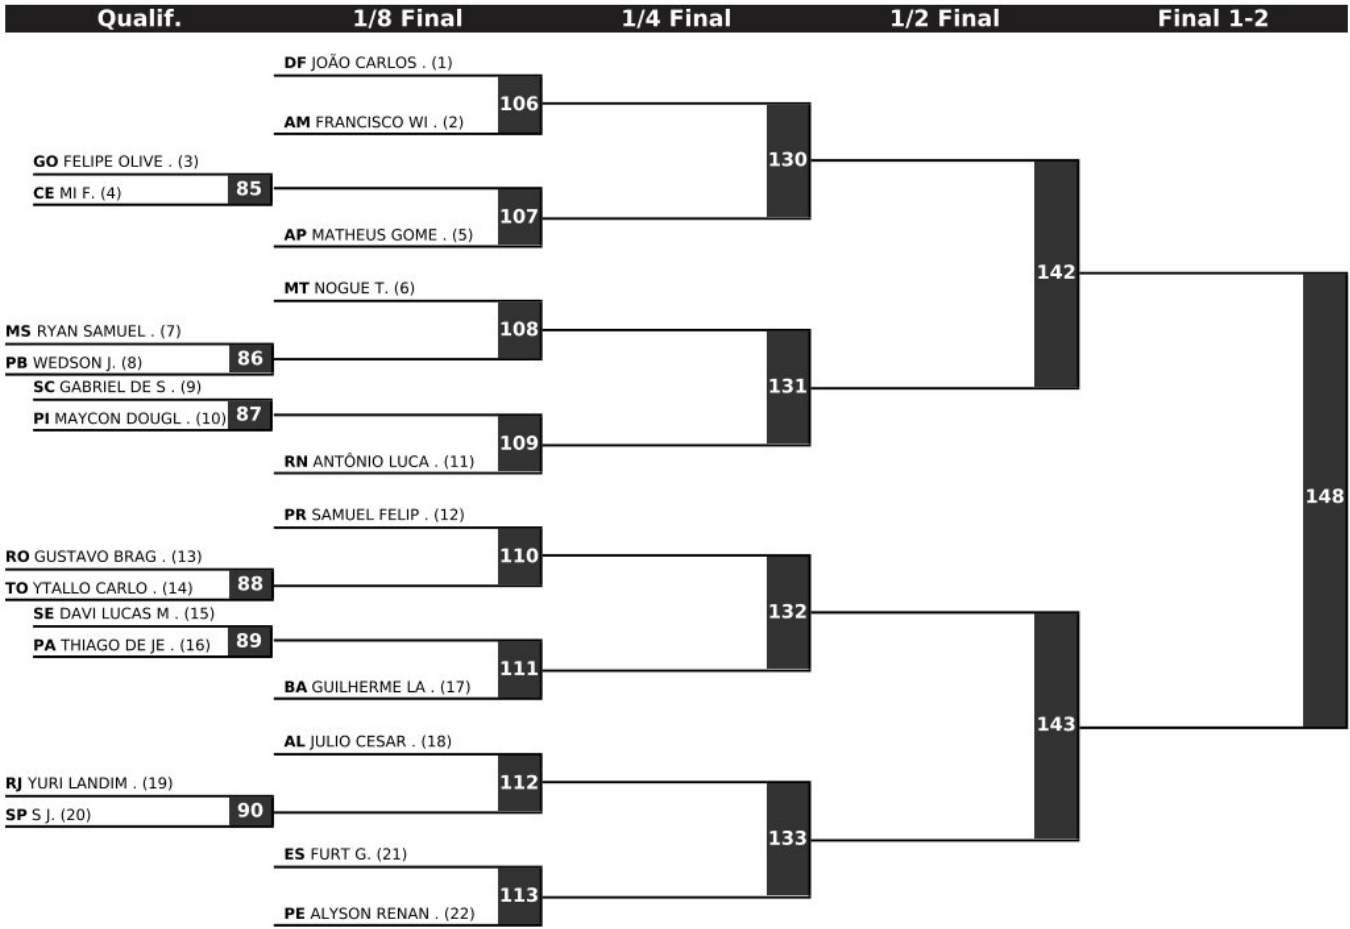 Qualif. 1/8 Final 1/4 Final 1/2 Final Final 1-2
DF JOÃO CARLOS . (1)
106
AM FRANCISCO WI . (2)
130
GO FELIPE OLIVE . (3)
85
CE MI F. (4)
107
AP MATHEUS GOME . (5)
142
MT NOGUE T. (6)
108
MS RYAN SAMUEL . (7)
86
PB WEDSON J. (8)
131
SC GABRIEL DE S . (9)
87
PI MAYCON DOUGL . (10)
109
RN ANTÔNIO LUCA . (11)
148
PR SAMUEL FELIP . (12)
110
RO GUSTAVO BRAG . (13)
88
TO YTALLO CARLO . (14)
132
SE DAVI LUCAS M . (15)
89
PA THIAGO DE JE . (16)
111
BA GUILHERME LA . (17)
143
AL JULIO CESAR . (18)
112
RJ YURI LANDIM . (19)
90
SP S J. (20)
133
ES FURT G. (21)
113
PE ALYSON RENAN . (22)